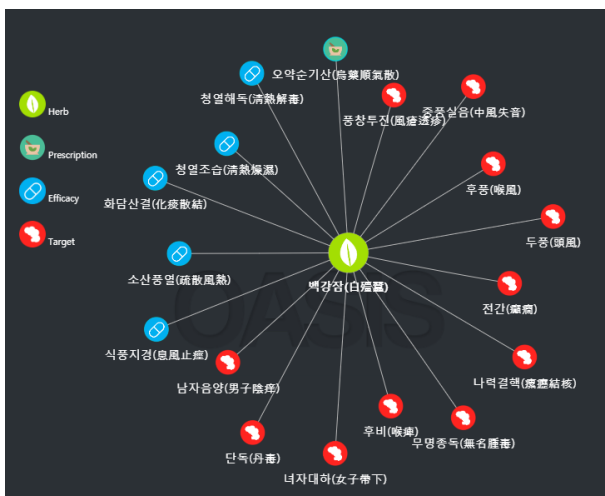 오약순기산(烏藥順氣散)
청열해독(淸熱解毒)
중풍실음(中風失音)
풍창투진(風瘡透疹)
Herb
청열조습(淸熱燥濕)
Prescription
후풍(喉風)
Efficacy
화담산결(化痰散結)
Target
두풍(頭風)
소산풍열(疏散風熱)
백강잠(白殭蠶)
전간(癲癎)
OASIS
식풍지경(息風止痙)
남자음양(男子陰痒)
나력결핵(瘰癧結核)
후비(喉痺)
무명종독(無名腫毒)
단독(丹毒)
녀자대하(女子帶下)